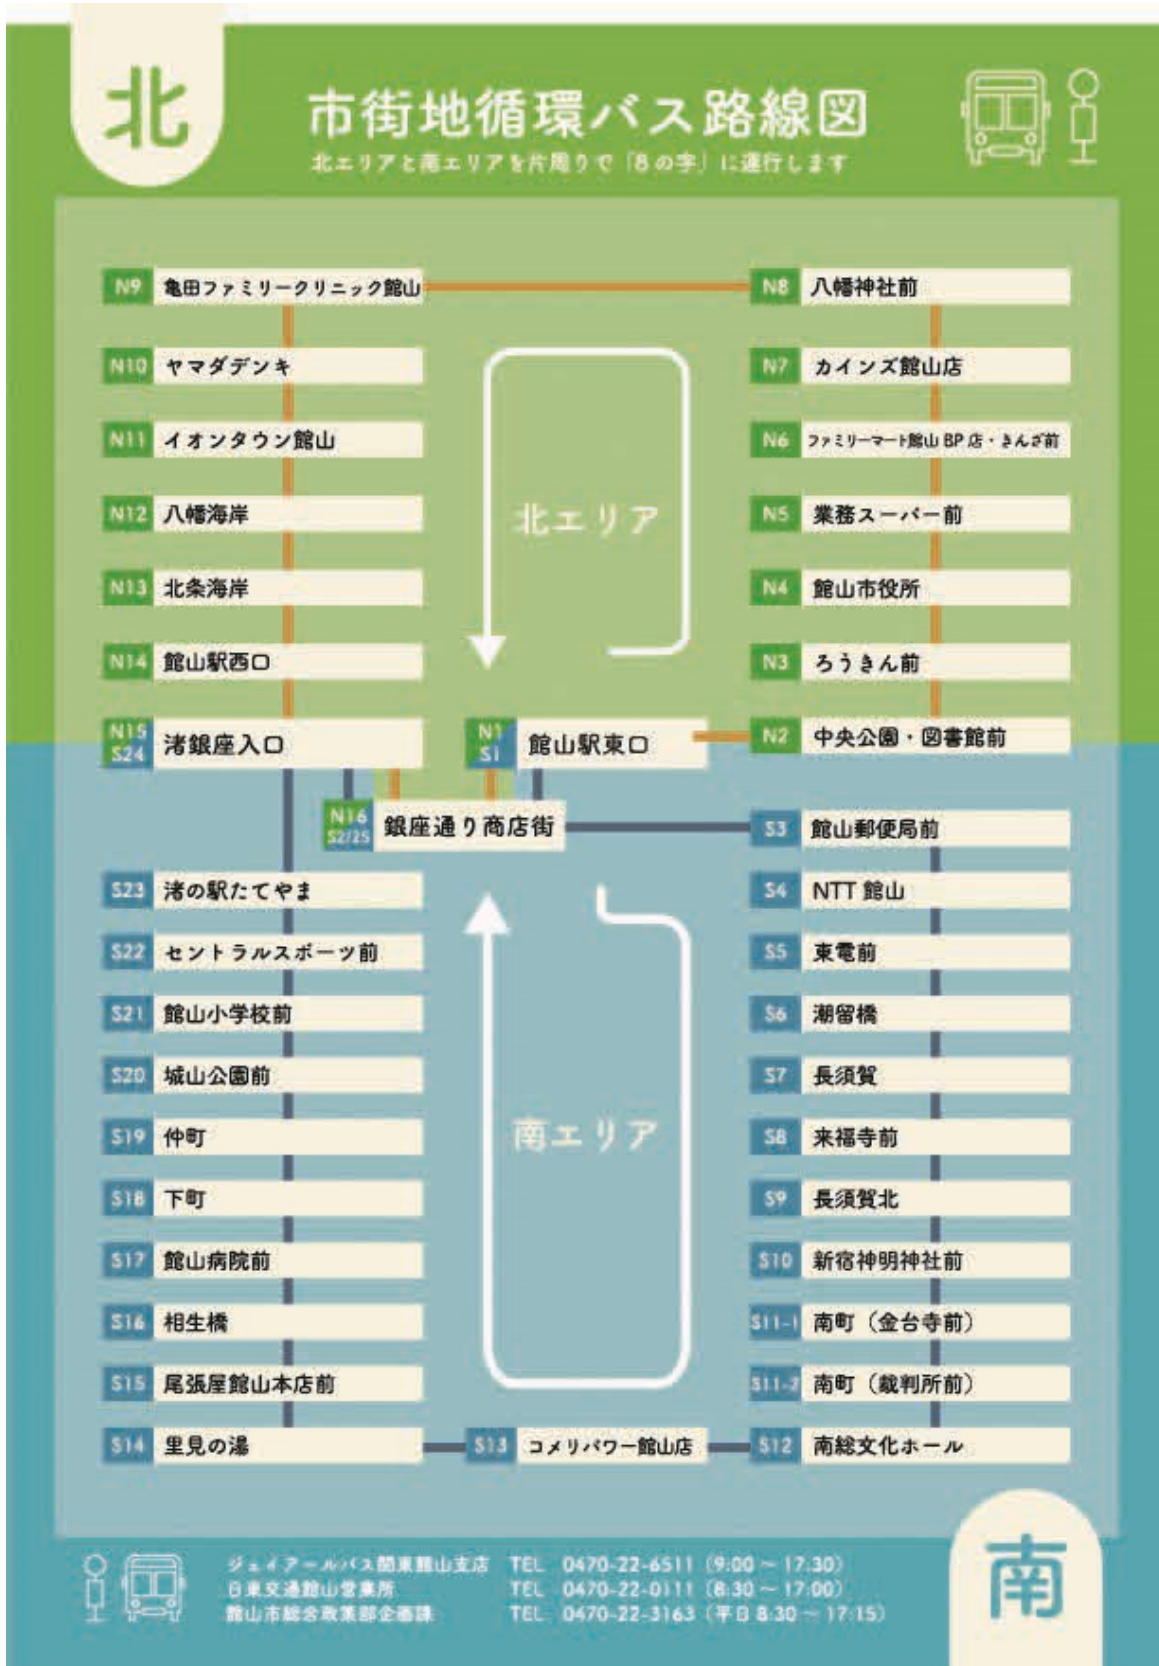 北
市街地循環バス路線図
北エリアと南エリアを片周りで「8の字」に運行します
N9 亀田ファミリークリニック館山
N8 八幡神社前
N10 ヤマダデンキ
N7 カインズ館山店
N11 イオンタウン館山
N6 ファミリーマート館山BP店・きんざ前
N12 八幡海岸
北エリア
N5 業務スーパー前
N13 北条海岸
N4 館山市役所
N14 館山駅西口
N3 ろうきん前
N15 S24 渚銀座入口
N1 S1 館山駅東口
N2 中央公園・図書館前
N16 S2/25 銀座通り商店街
S3 館山郵便局前
S23 渚の駅たてやま
S4 NTT館山
S22 セントラルスポーツ前
S5 東電前
S21 館山小学校前
S6 潮留橋
S20 城山公園前
S7 長須賀
S19 仲町
南エリア
S8 来福寺前
S18 下町
S9 長須賀北
S17 館山病院前
S10 新宿神明神社前
S16 相生橋
S11-1 南町（金台寺前）
S15 尾張屋館山本店前
S11-2 南町（裁判所前）
S14 里見の湯
S13 コメリパワー館山店
S12 南総文化ホール
ジェイアールバス関東館山支店 TEL 0470-22-6511（9:00～17:30）
日東交通館山営業所 TEL 0470-22-0111（8:30～17:00）
館山市総合政策部企画課 TEL 0470-22-3163（平日8:30～17:15）
南